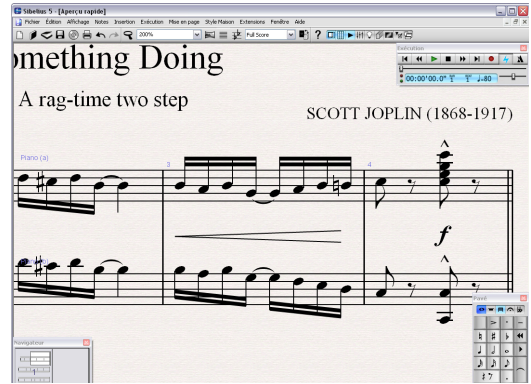 Sibelius 5 - [Aperçu rapide]
Fichier Édition Affichage Notes Insertion Exécution Mise en page Style Maison Extensions Fenêtre Aide
200% Full Score
Exécution
00:00'00.0" ♩.=80
omething Doing
A rag-time two step
SCOTT JOPLIN (1868-1917)
Piano (a)
3
4
f
Pavé
Navigateur
1